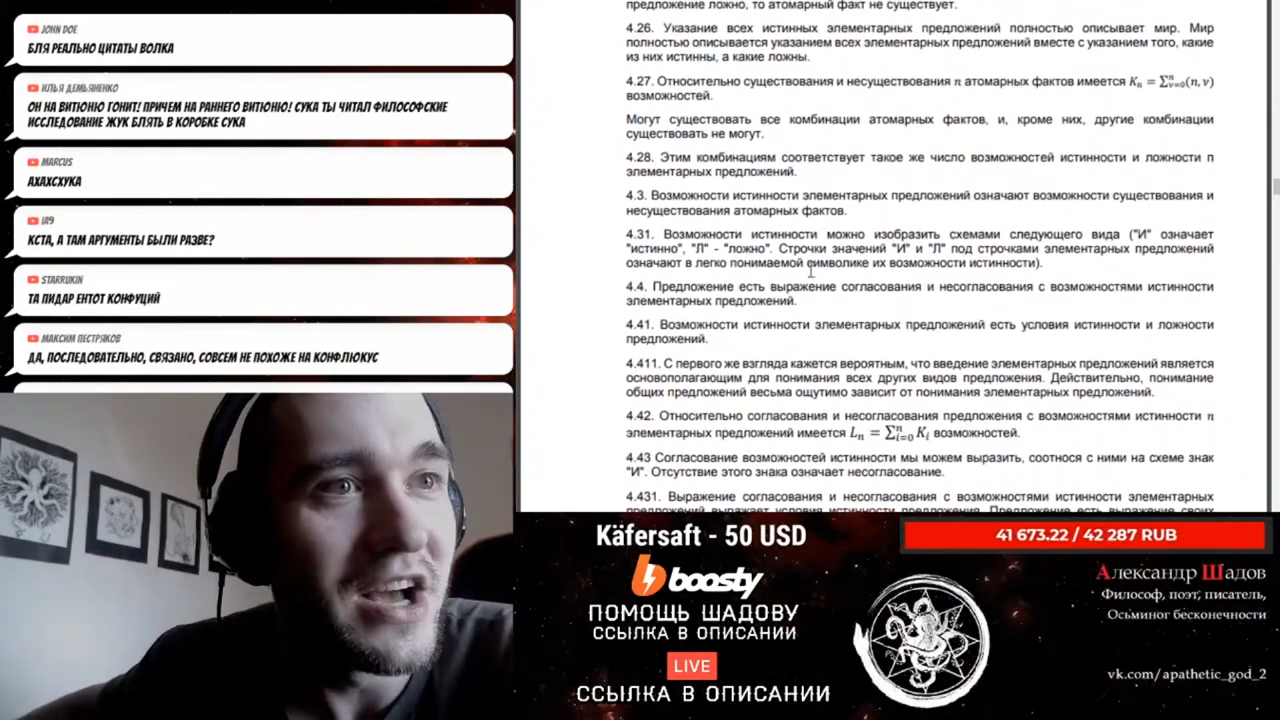 JOHN DOE
БЛЯ РЕАЛЬНО ЦИТАТЫ ВОЛКА
ИЛЬЯ ДЕМЬЯНЕНКО
ОН НА ВИТЮНЮ ГОНИТ! ПРИЧЕМ НА РАННЕГО ВИТЮНЮ! СУКА ТЫ ЧИТАЛ ФИЛОСОФСКИЕ
ИССЛЕДОВАНИЕ ЖУК БЛЯТЬ В КОРОБКЕ СУКА
MARCUS
АХАХСХУКА
IA9
КСТА, А ТАМ АРГУМЕНТЫ БЫЛИ РАЗВЕ?
STARRUKIN
ТА ПИДАР ЕНТОТ КОНФУЦИЙ
МАКСИМ ПЕСТРЯКОВ
ДА, ПОСЛЕДОВАТЕЛЬНО, СВЯЗАНО, СОВСЕМ НЕ ПОХОЖЕ НА КОНФЛЮКУС
предложение ложно, то атомарный факт не существует.
4.26. Указание всех истинных элементарных предложений полностью описывает мир. Мир
полностью описывается указанием всех элементарных предложений вместе с указанием того, какие
из них истинны, а какие ложны.
4.27. Относительно существования и несуществования n атомарных фактов имеется Kₙ = ∑ⁿᵥ₌₀(n, v)
возможностей.
Могут существовать все комбинации атомарных фактов, и, кроме них, другие комбинации
существовать не могут.
4.28. Этим комбинациям соответствует такое же число возможностей истинности и ложности п
элементарных предложений.
4.3. Возможности истинности элементарных предложений означают возможности существования и
несуществования атомарных фактов.
4.31. Возможности истинности можно изобразить схемами следующего вида ("И" означает
"истинно", "Л" - "ложно". Строчки значений "И" и "Л" под строчками элементарных предложений
означают в легко понимаемой символике их возможности истинности).
4.4. Предложение есть выражение согласования и несогласования с возможностями истинности
элементарных предложений.
4.41. Возможности истинности элементарных предложений есть условия истинности и ложности
предложений.
4.411. С первого же взгляда кажется вероятным, что введение элементарных предложений является
основополагающим для понимания всех других видов предложения. Действительно, понимание
общих предложений весьма ощутимо зависит от понимания элементарных предложений.
4.42. Относительно согласования и несогласования предложения с возможностями истинности n
элементарных предложений имеется Lₙ = ∑ⁿᵢ₌₀ Kᵢ возможностей.
4.43 Согласование возможностей истинности мы можем выразить, соотнося с ними на схеме знак
"И". Отсутствие этого знака означает несогласование.
4.431. Выражение согласования и несогласования с возможностями истинности элементарных
предложений выражает условия истинности предложения. Предложение есть выражение своих
Käfersaft - 50 USD
boosty
ПОМОЩЬ ШАДОВУ
ССЫЛКА В ОПИСАНИИ
LIVE
ССЫЛКА В ОПИСАНИИ
41 673.22 / 42 287 RUB
Александр Шадов
Философ, поэт, писатель,
Осьминог бесконечности
vk.com/apathetic_god_2